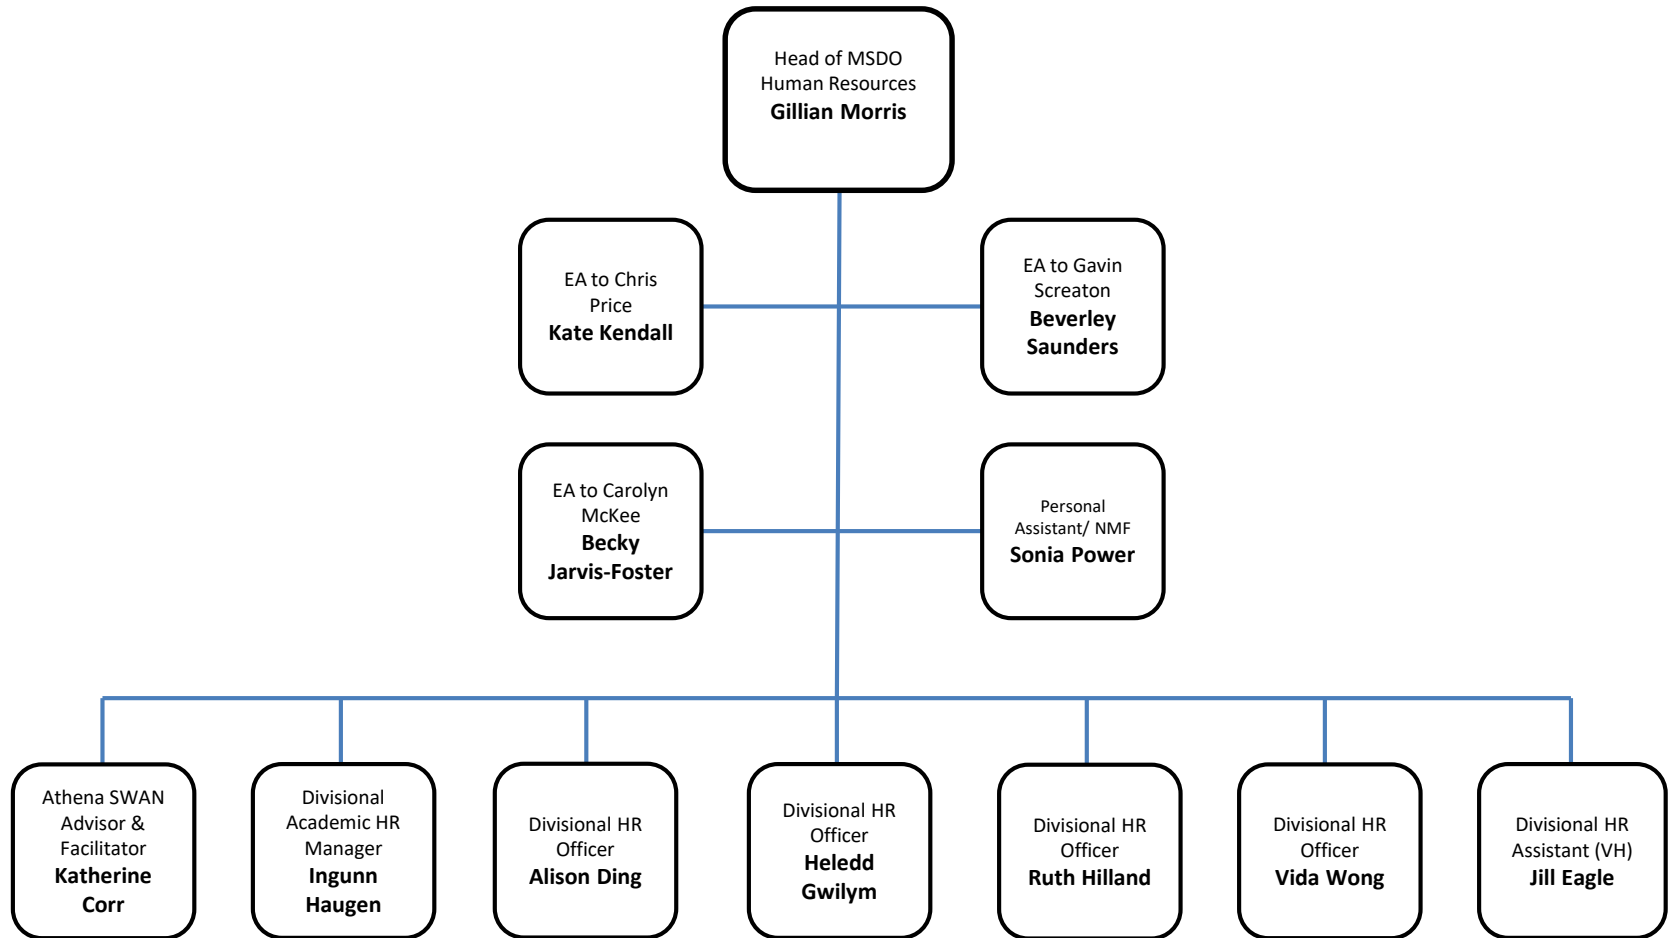 Head of MSDO
Human Resources
Gillian Morris
EA to Chris
Price
Kate Kendall
EA to Gavin
Screaton
Beverley
Saunders
EA to Carolyn
McKee
Becky
Jarvis-Foster
Personal
Assistant/ NMF
Sonia Power
Athena SWAN
Advisor &
Facilitator
Katherine
Corr
Divisional
Academic HR
Manager
Ingunn
Haugen
Divisional HR
Officer
Alison Ding
Divisional HR
Officer
Heledd
Gwilym
Divisional HR
Officer
Ruth Hilland
Divisional HR
Officer
Vida Wong
Divisional HR
Assistant (VH)
Jill Eagle